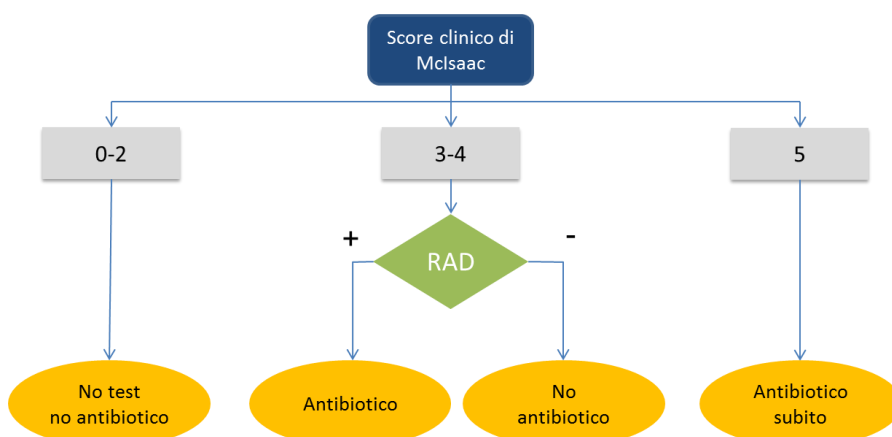 Score clinico di
McIsaac
0-2
3-4
5
+
-
RAD
No test
no antibiotico
Antibiotico
No
antibiotico
Antibiotico
subito